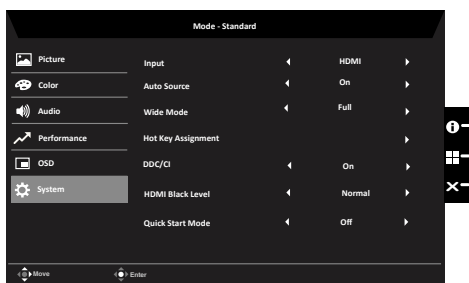 Mode - Standard
Picture
Color
Audio
Performance
OSD
System
Input HDMI
Auto Source On
Wide Mode Full
Hot Key Assignment
DDC/CI On
HDMI Black Level Normal
Quick Start Mode Off
Move Enter